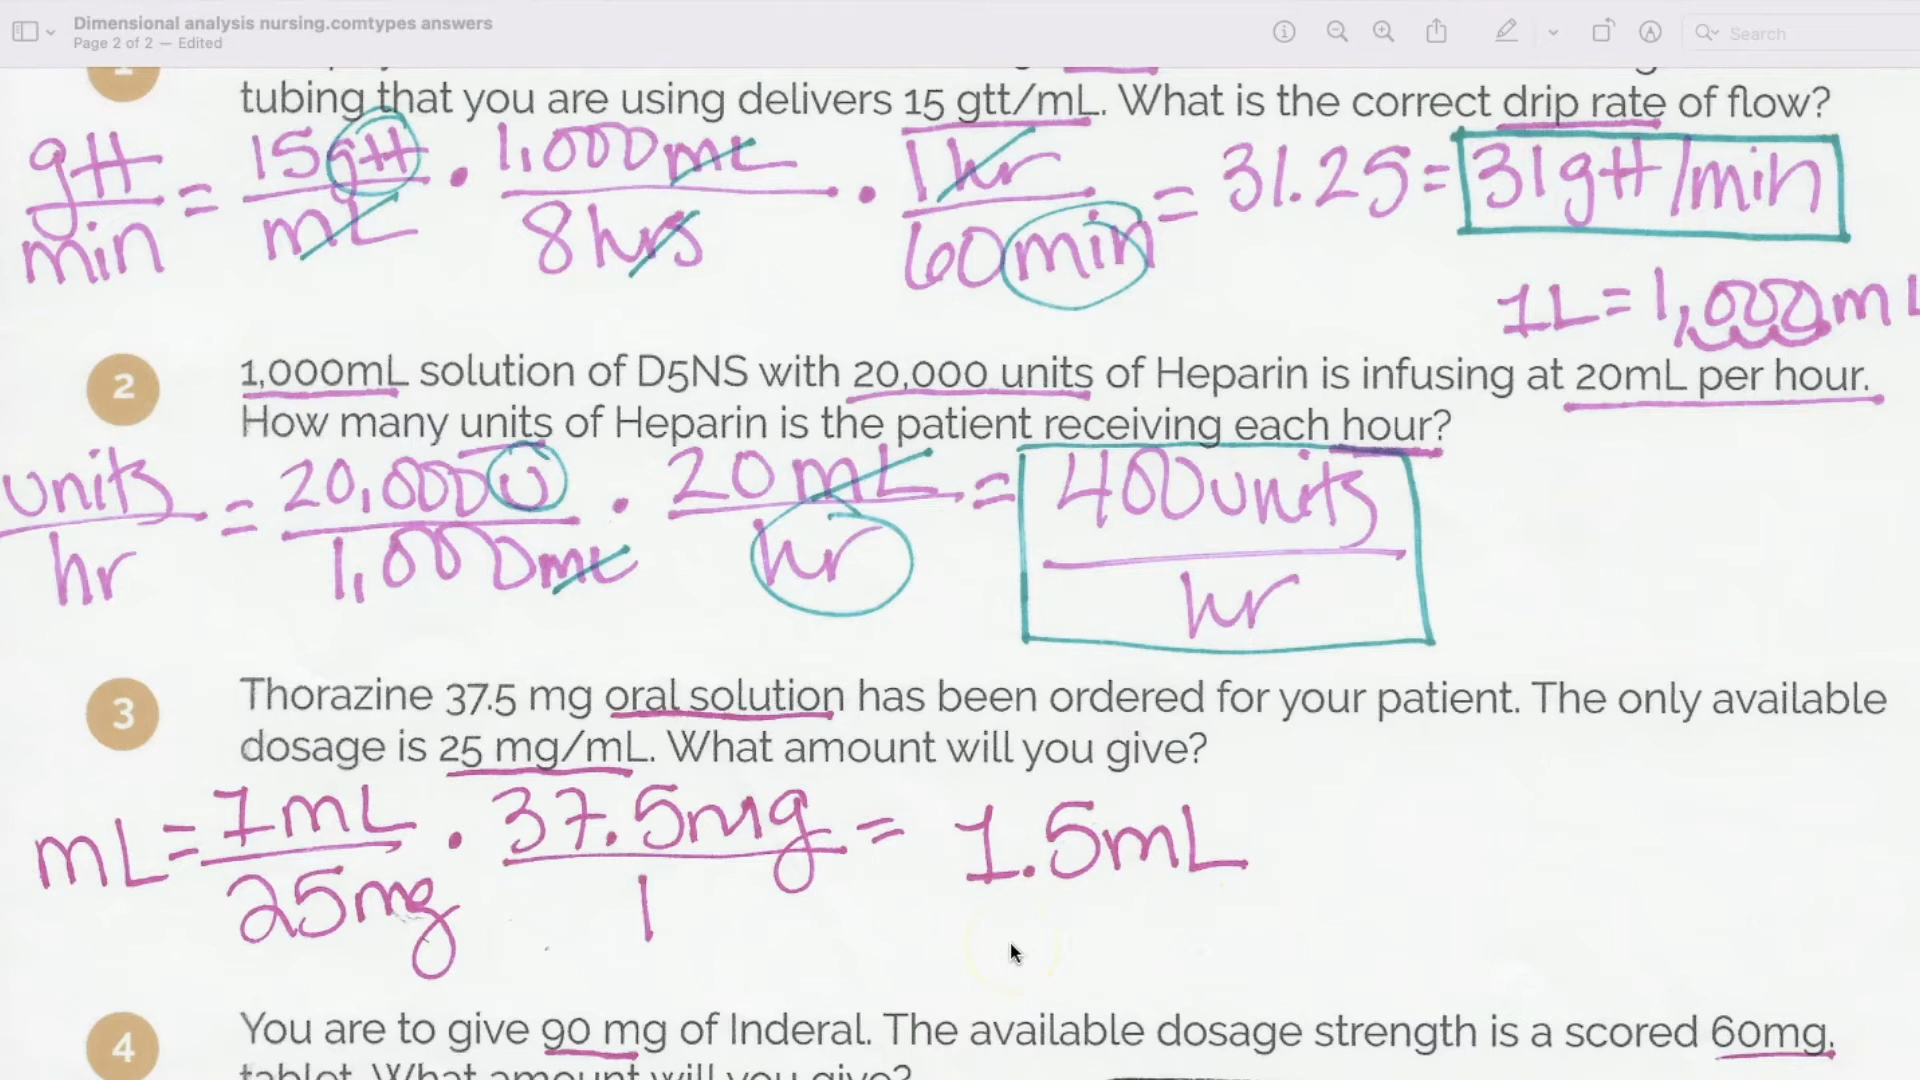 Dimensional analysis nursing.comtypes answers
Page 2 of 2 — Edited
Search
tubing that you are using delivers 15 gtt/mL. What is the correct drip rate of flow?
gtt/min = 15gtt/mL · 1,000mL/8hrs · 1hr/60min = 31.25 = 31gtt/min
1L = 1,000mL
2
1,000mL solution of D5NS with 20,000 units of Heparin is infusing at 20mL per hour.
How many units of Heparin is the patient receiving each hour?
units/hr = 20,000U/1,000mL · 20mL/hr = 400units/hr
3
Thorazine 37.5 mg oral solution has been ordered for your patient. The only available
dosage is 25 mg/mL. What amount will you give?
mL = 1mL/25mg · 37.5mg/1 = 1.5mL
4
You are to give 90 mg of Inderal. The available dosage strength is a scored 60mg.
tablet. What amount will you give?